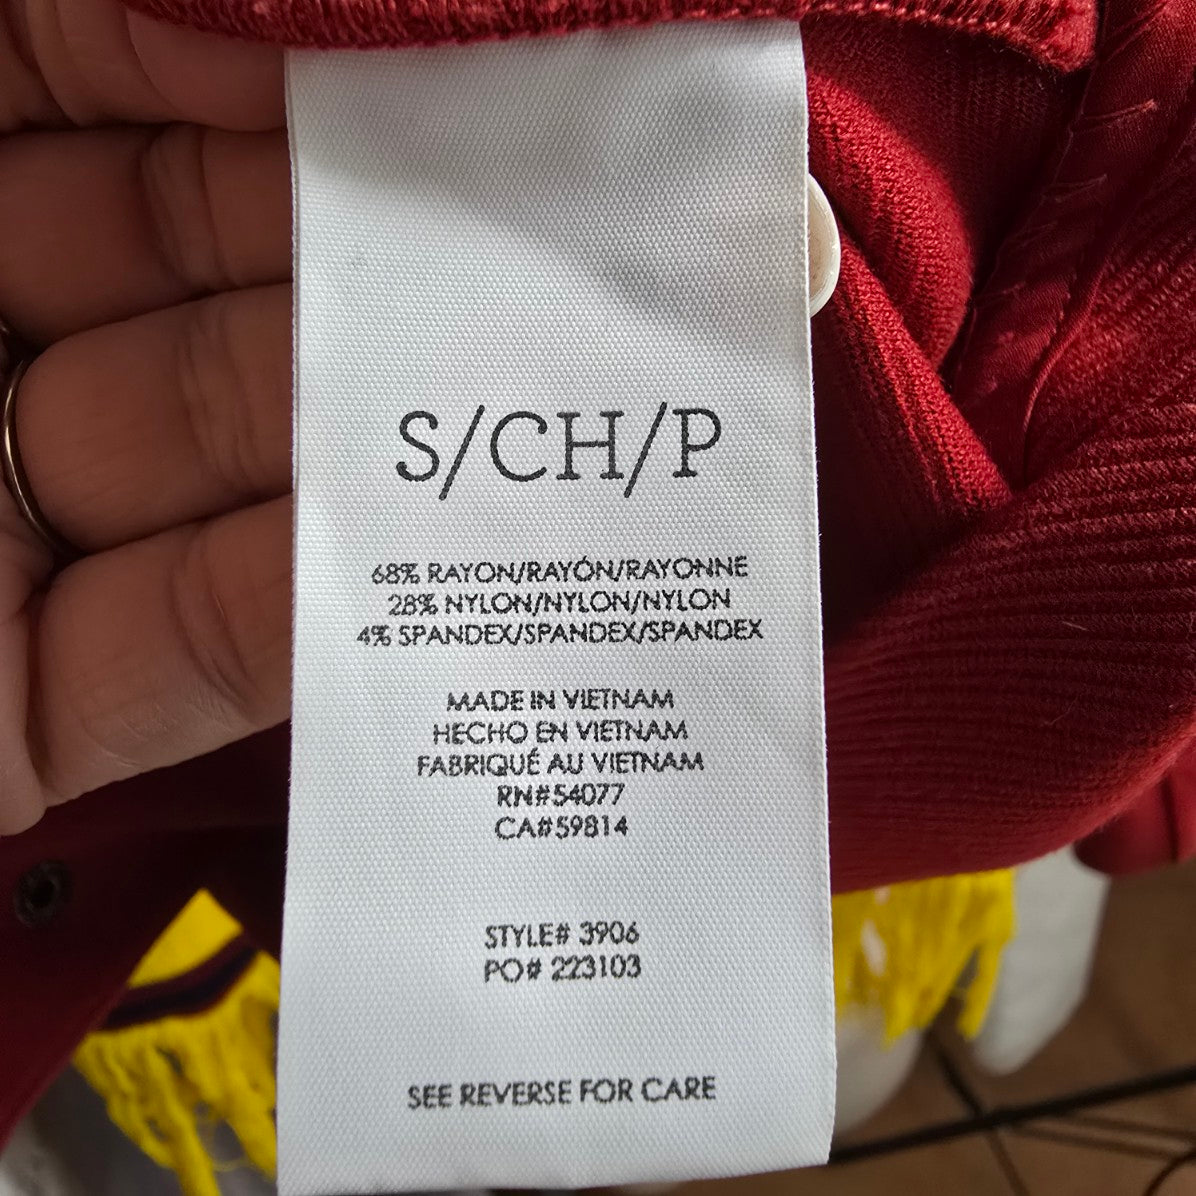 S/CH/P
68% RAYON/RAYÓN/RAYONNE
28% NYLON/NYLON/NYLON
4% SPANDEX/SPANDEX/SPANDEX
MADE IN VIETNAM
HECHO EN VIETNAM
FABRIQUÉ AU VIETNAM
RN#54077
CA#59814
STYLE# 3906
PO# 223103
SEE REVERSE FOR CARE